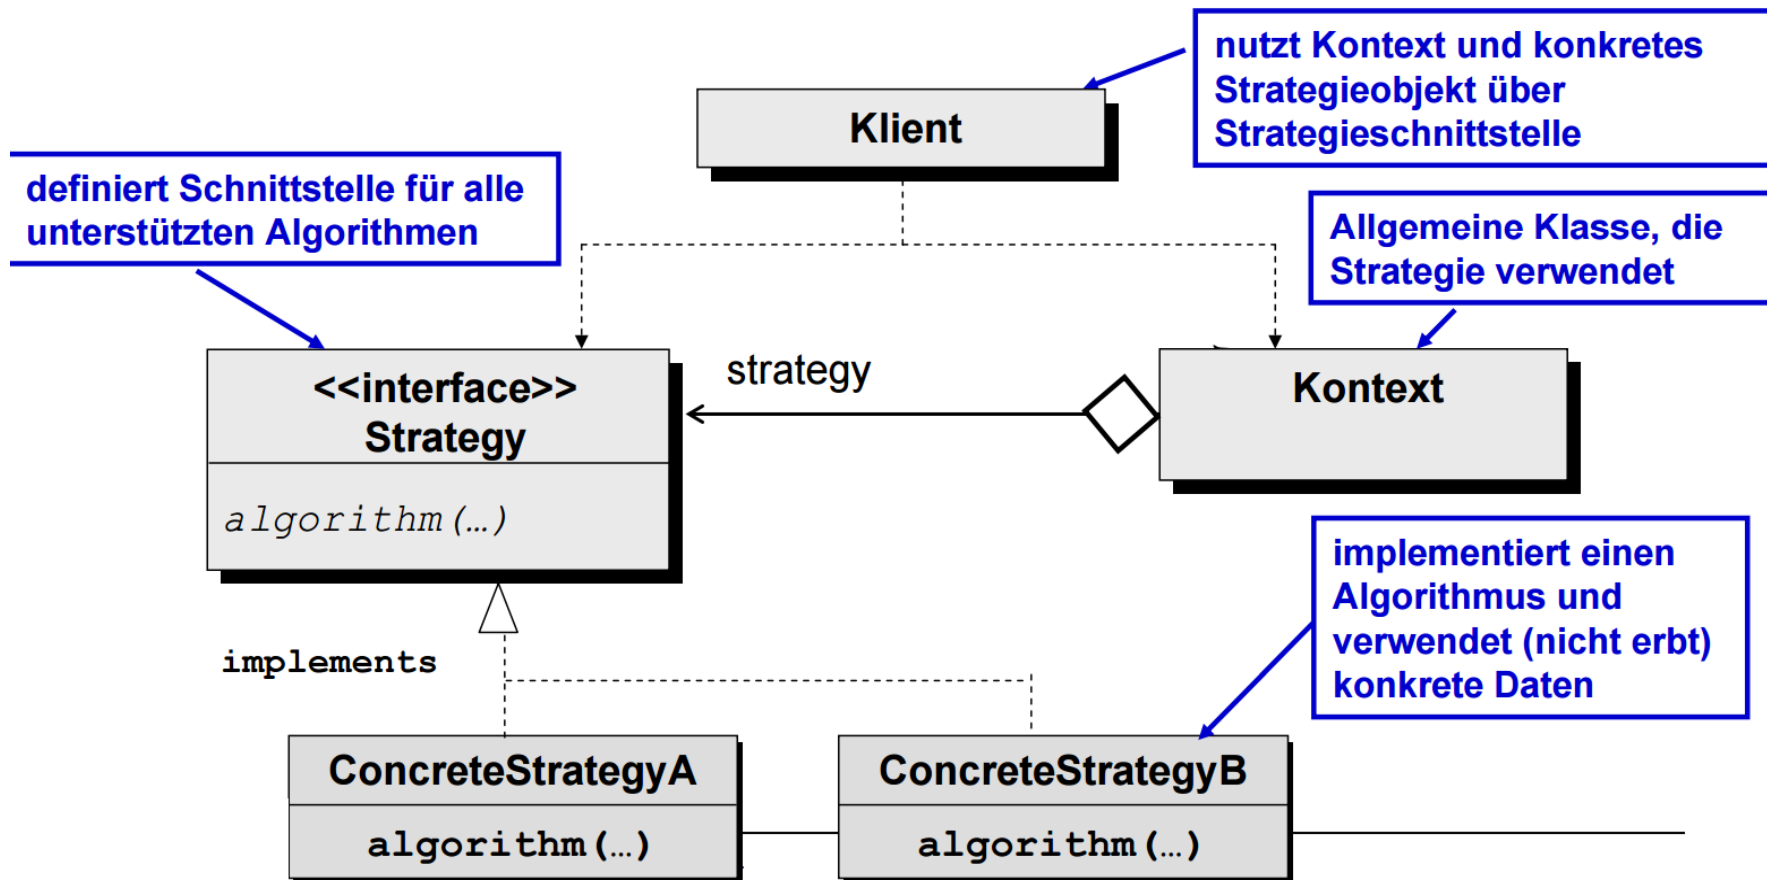 nutzt Kontext und konkretes
Strategieobjekt über
Strategieschnittstelle
Klient
definiert Schnittstelle für alle
unterstützten Algorithmen
Allgemeine Klasse, die
Strategie verwendet
<<interface>>
Strategy
algorithm(…)
strategy
Kontext
implementiert einen
Algorithmus und
verwendet (nicht erbt)
konkrete Daten
implements
ConcreteStrategyA
algorithm(…)
ConcreteStrategyB
algorithm(…)